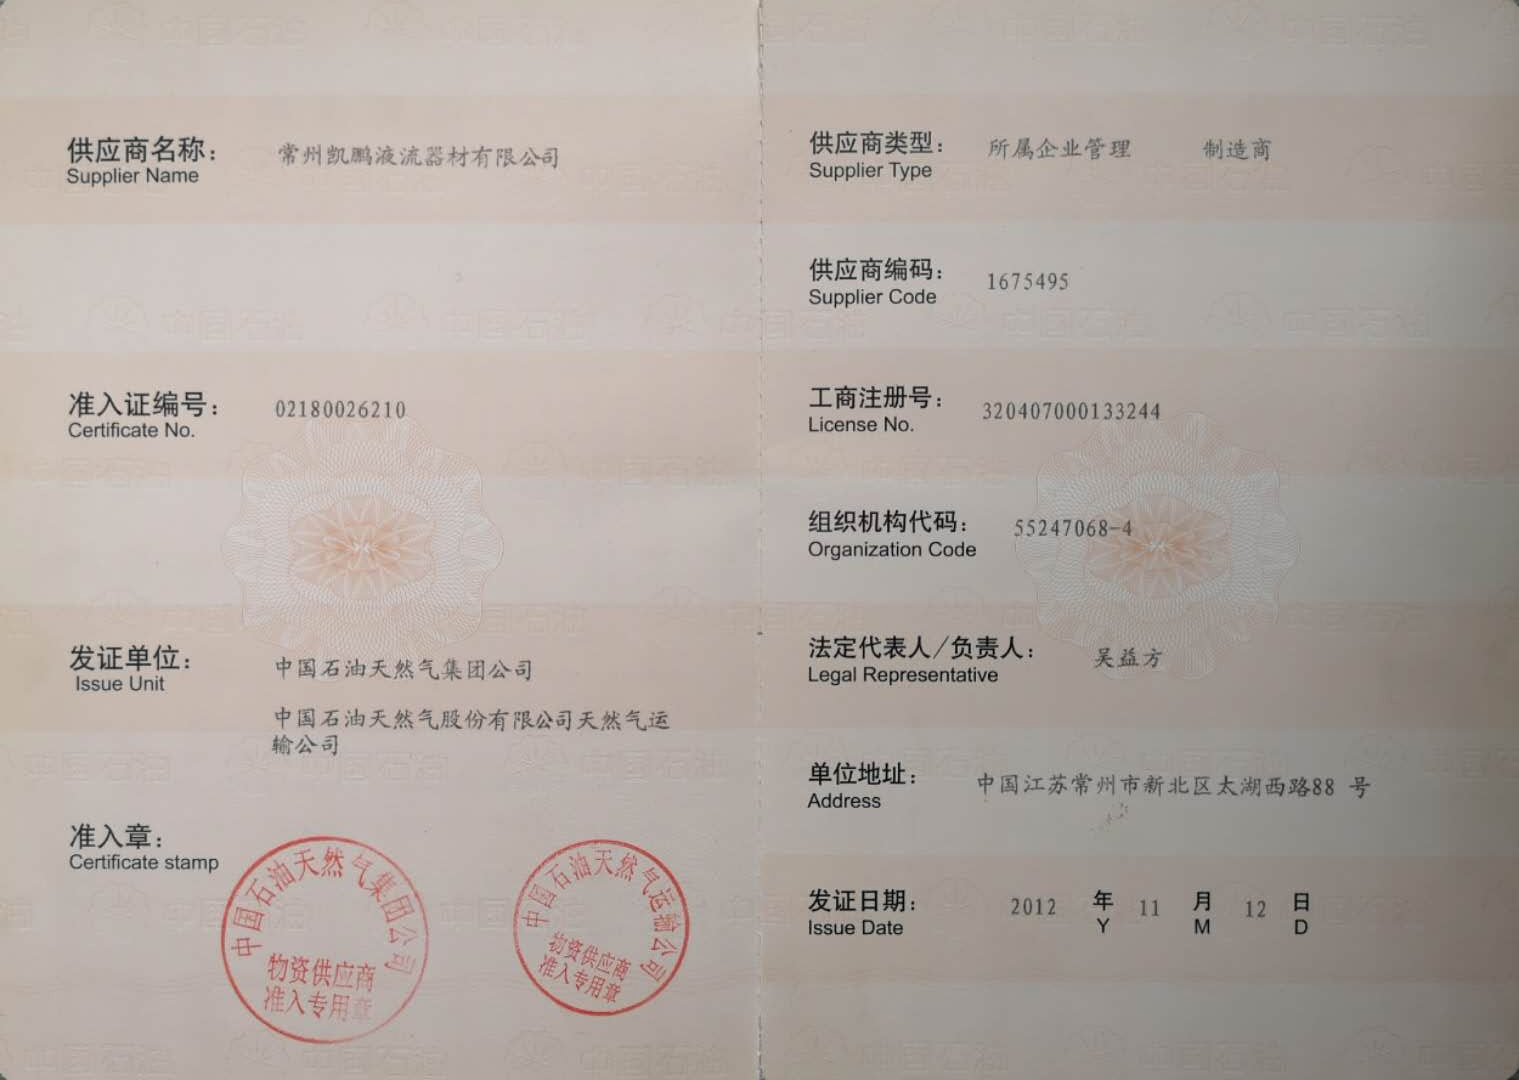 供应商名称： 常州凯鹏液流器材有限公司
Supplier Name
准入证编号： 02180026210
Certificate No.
发证单位： 中国石油天然气集团公司
Issue Unit
中国石油天然气股份有限公司天然气运
输公司
准入章：
Certificate stamp
中国石油天然气集团公司
物资供应商
准入专用章
中国石油天然气运输公司
物资供应商
准入专用章
供应商类型： 所属企业管理 制造商
Supplier Type
供应商编码： 1675495
Supplier Code
工商注册号： 320407000133244
License No.
组织机构代码： 55247068-4
Organization Code
法定代表人/负责人： 吴益方
Legal Representative
单位地址： 中国江苏常州市新北区太湖西路88 号
Address
发证日期： 2012 年 11 月 12 日
Issue Date Y M D
中国石油